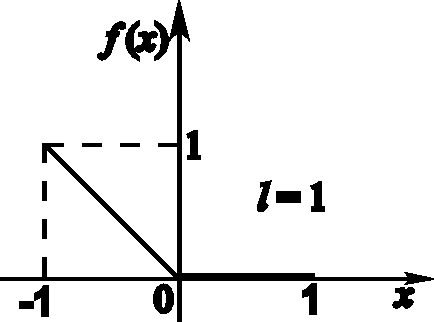 f(x)
1
l = 1
-1 0 1 x